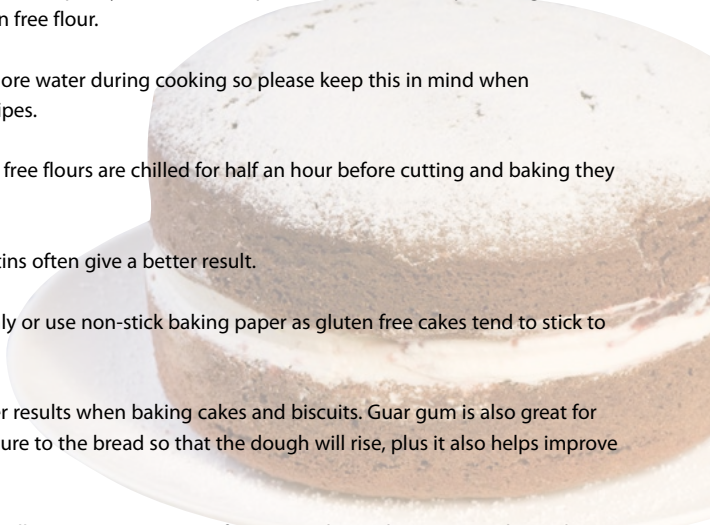 n free flour.
ore water during cooking so please keep this in mind when
ipes.
free flours are chilled for half an hour before cutting and baking they
tins often give a better result.
ly or use non-stick baking paper as gluten free cakes tend to stick to
er results when baking cakes and biscuits. Guar gum is also great for
ure to the bread so that the dough will rise, plus it also helps improve